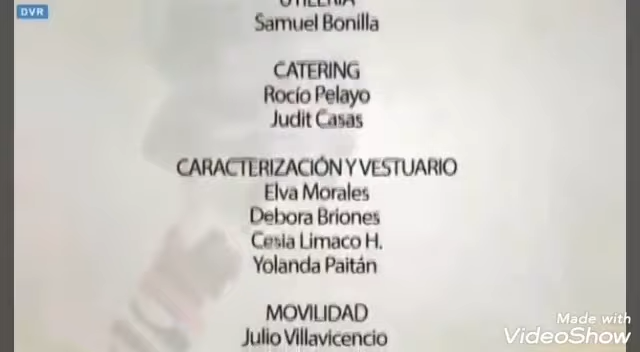 DVR
UTILERÍA
Samuel Bonilla
CATERING
Rocío Pelayo
Judit Casas
CARACTERIZACIÓN Y VESTUARIO
Elva Morales
Debora Briones
Cesia Limaco H.
Yolanda Paitán
MOVILIDAD
Julio Villavicencio
Made with
VideoShow